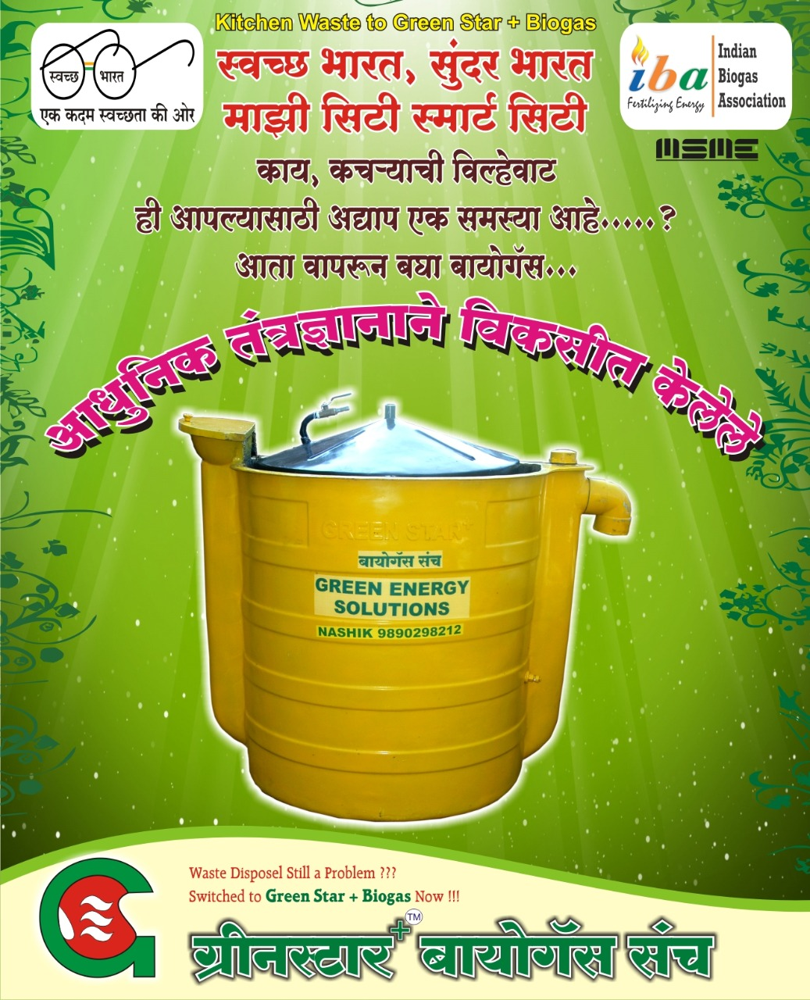 Kitchen Waste to Green Star + Biogas
स्वच्छ भारत
एक कदम स्वच्छता की ओर
स्वच्छ भारत, सुंदर भारत
माझी सिटी स्मार्ट सिटी
iba
Fertilizing Energy
Indian
Biogas
Association
MSME
काय, कचऱ्याची विल्हेवाट
ही आपल्यासाठी अद्याप एक समस्या आहे.....?
आता वापरून बघा बायोगॅस...
आधुनिक तंत्रज्ञानाने विकसीत केलेले
GREEN STAR+
बायोगॅस संच
GREEN ENERGY
SOLUTIONS
NASHIK 9890298212
Waste Disposel Still a Problem ???
Switched to Green Star + Biogas Now !!!
ग्रीनस्टार+ TM बायोगॅस संच